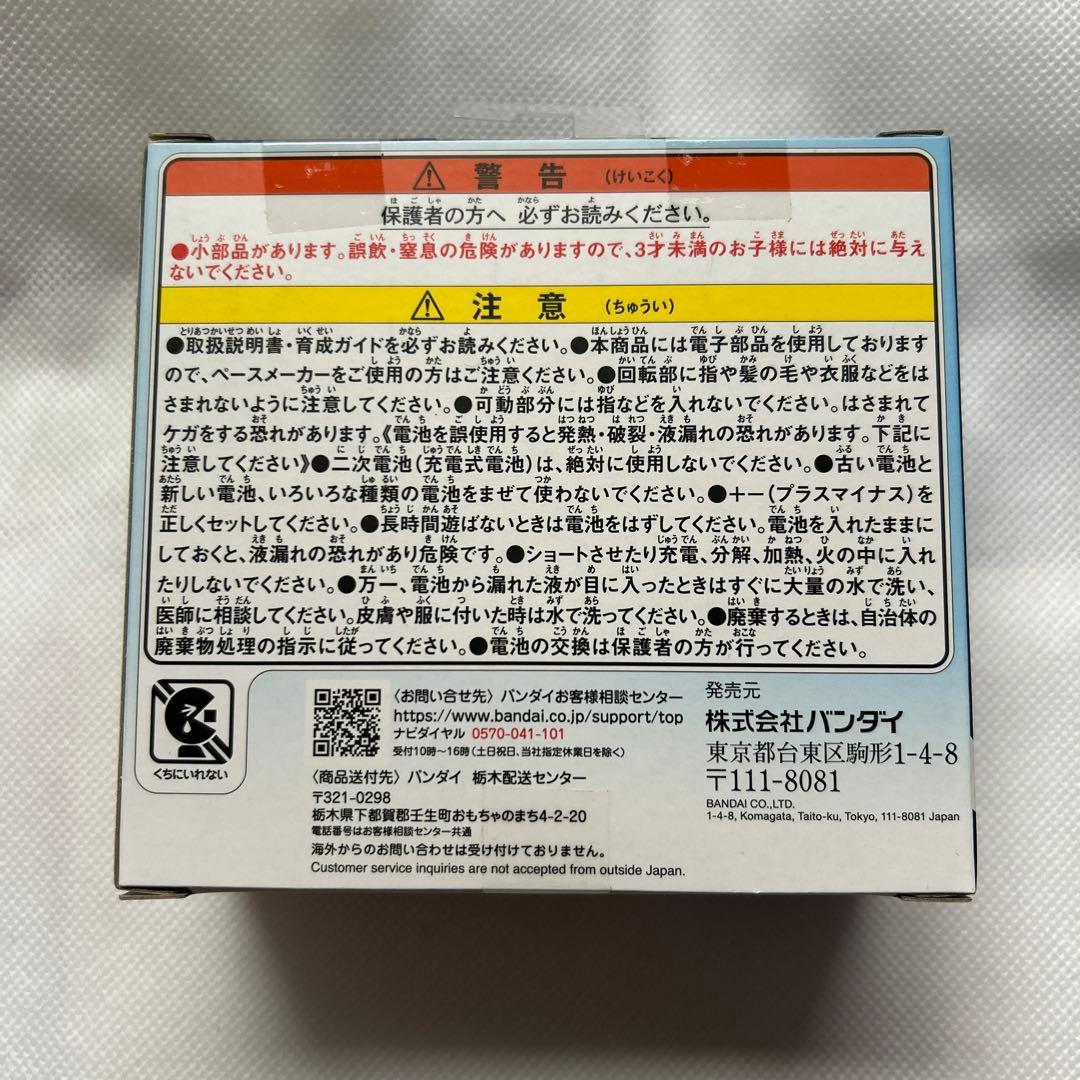 警告 (けいこく)
保護者の方へ 必ずお読みください。
●小部品があります。誤飲・窒息の危険がありますので、3才未満のお子様には絶対に与え
ないでください。
注意 (ちゅうい)
●取扱説明書・育成ガイドを必ずお読みください。●本商品には電子部品を使用しております
ので、ペースメーカーをご使用の方はご注意ください。●回転部に指や髪の毛や衣服などをは
さまれないように注意してください。●可動部分には指などを入れないでください。はさまれて
ケガをする恐れがあります。《電池を誤使用すると発熱・破裂・液漏れの恐れがあります。下記に
注意してください》●二次電池(充電式電池)は、絶対に使用しないでください。●古い電池と
新しい電池、いろいろな種類の電池をまぜて使わないでください。●+−(プラスマイナス)を
正しくセットしてください。●長時間遊ばないときは電池をはずしてください。電池を入れたままに
しておくと、液漏れの恐れがあり危険です。●ショートさせたり充電、分解、加熱、火の中に入れ
たりしないでください。●万一、電池から漏れた液が目に入ったときはすぐに大量の水で洗い、
医師に相談してください。皮膚や服に付いた時は水で洗ってください。●廃棄するときは、自治体の
廃棄物処理の指示に従ってください。●電池の交換は保護者の方が行ってください。
くちにいれない
〈お問い合せ先〉バンダイお客様相談センター
https://www.bandai.co.jp/support/top
ナビダイヤル 0570-041-101
受付10時〜16時(土日祝日、当社指定休業日を除く)
〈商品送付先〉バンダイ 栃木配送センター
〒321-0298
栃木県下都賀郡壬生町おもちゃのまち4-2-20
電話番号はお客様相談センター共通
海外からのお問い合わせは受け付けておりません。
Customer service inquiries are not accepted from outside Japan.
発売元
株式会社バンダイ
東京都台東区駒形1-4-8
〒111-8081
BANDAI CO.,LTD.
1-4-8, Komagata, Taito-ku, Tokyo, 111-8081 Japan